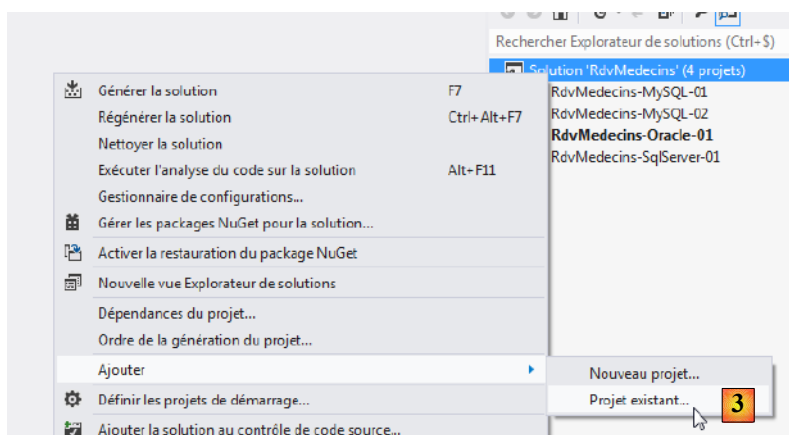 Rechercher Explorateur de solutions (Ctrl+$)
Solution 'RdvMedecins' (4 projets)
RdvMedecins-MySQL-01
RdvMedecins-MySQL-02
RdvMedecins-Oracle-01
RdvMedecins-SqlServer-01
Générer la solution F7
Régénérer la solution Ctrl+Alt+F7
Nettoyer la solution
Exécuter l'analyse du code sur la solution Alt+F11
Gestionnaire de configurations...
Gérer les packages NuGet pour la solution...
Activer la restauration du package NuGet
Nouvelle vue Explorateur de solutions
Dépendances du projet...
Ordre de la génération du projet...
Ajouter
Nouveau projet...
Projet existant...
3
Définir les projets de démarrage...
Ajouter la solution au contrôle de code source...